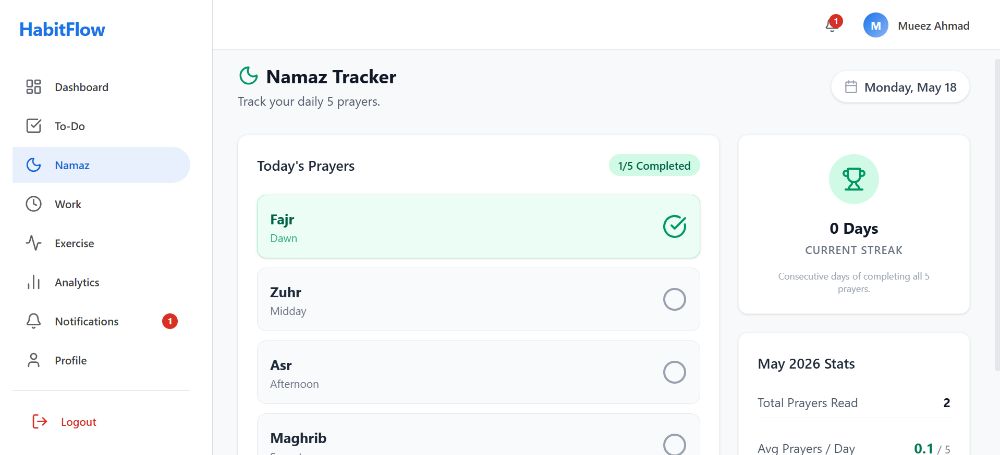 HabitFlow
Dashboard
To-Do
Namaz
Work
Exercise
Analytics
Notifications
1
Profile
Logout
1
M
Mueez Ahmad
Namaz Tracker
Track your daily 5 prayers.
Monday, May 18
Today's Prayers
1/5 Completed
Fajr
Dawn
Zuhr
Midday
Asr
Afternoon
Maghrib
0 Days
CURRENT STREAK
Consecutive days of completing all 5
prayers.
May 2026 Stats
Total Prayers Read
2
Avg Prayers / Day
0.1 / 5